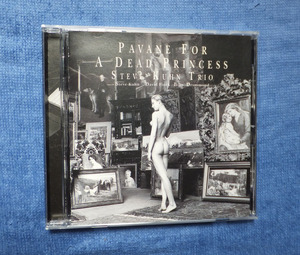 PAVANE FOR
A DEAD PRINCESS
STEVE KUHN TRIO